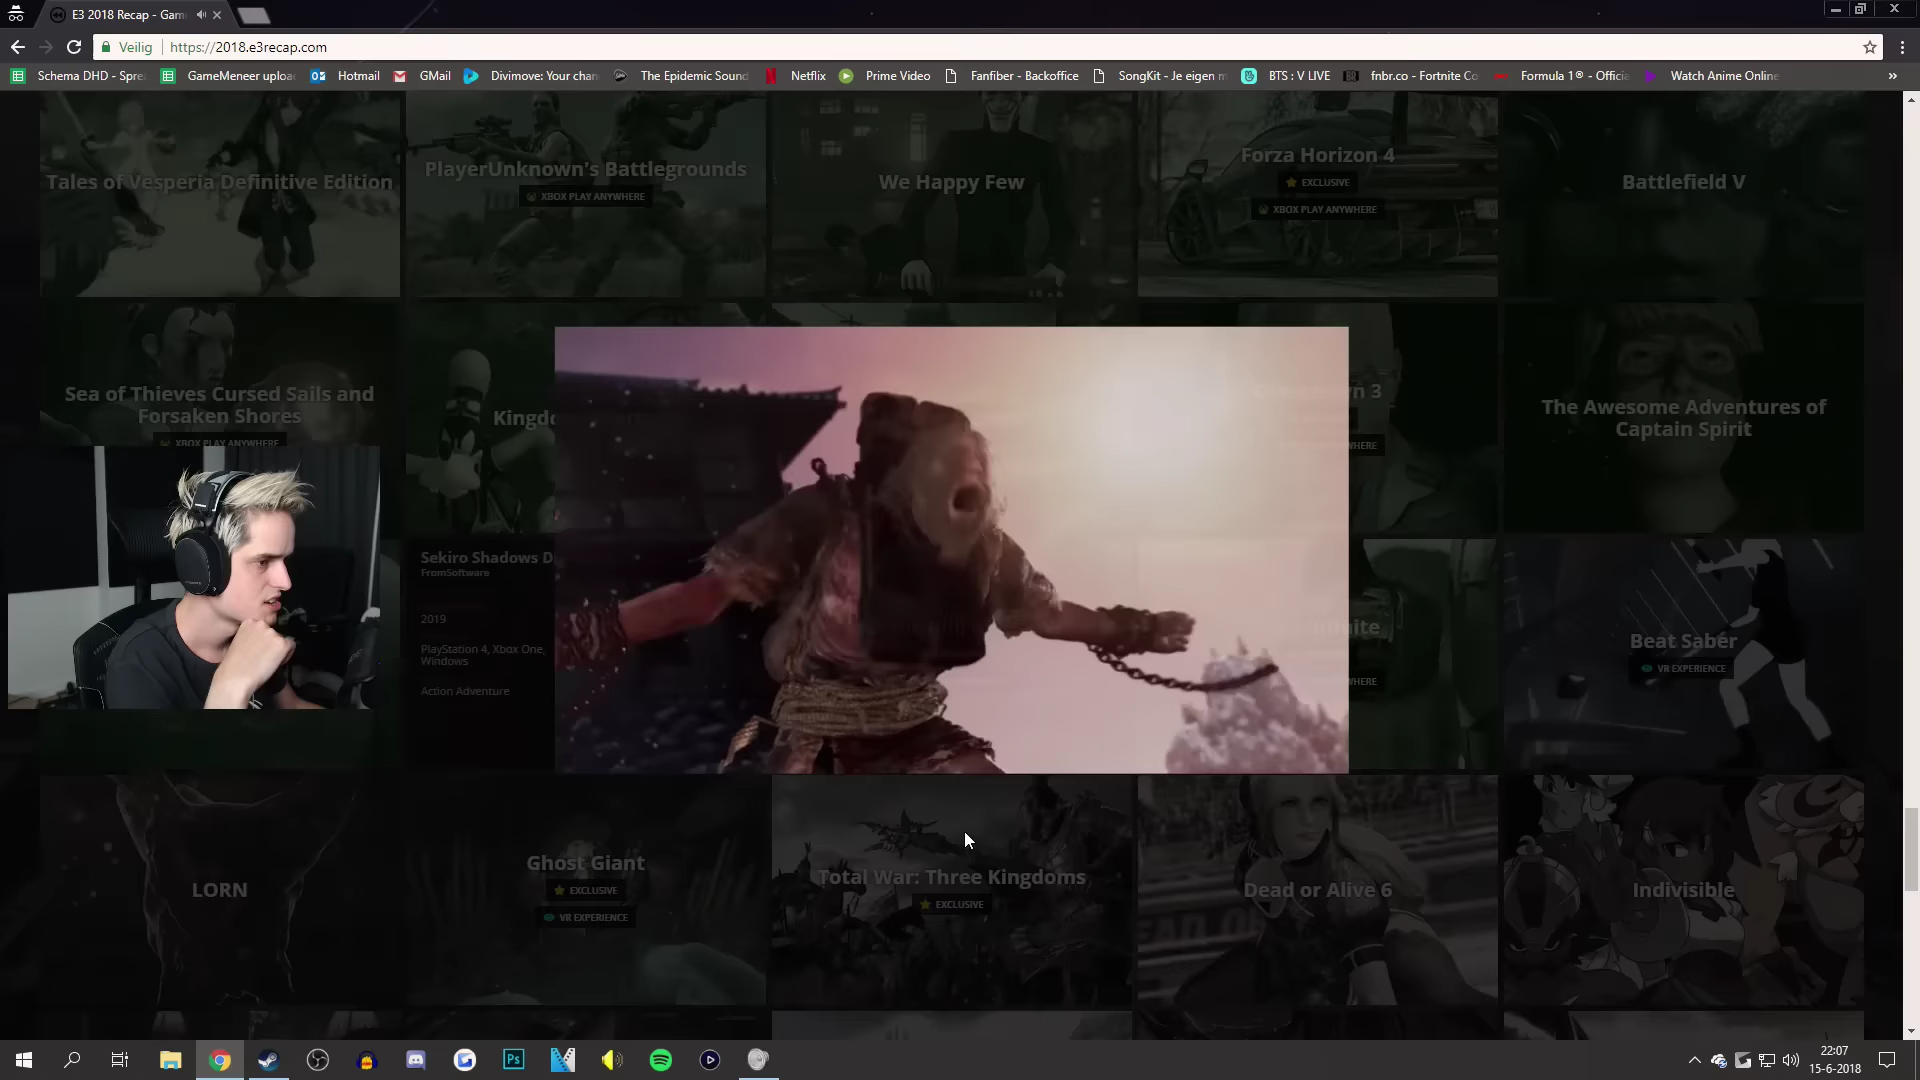 E3 2018 Recap - Gam
Veilig
https://2018.e3recap.com
Schema DHD - Spre
GameMeneer uploa
Hotmail
GMail
Divimove: Your chan
The Epidemic Sound
Netflix
Prime Video
Fanfiber - Backoffice
SongKit - Je eigen m
BTS : V LIVE
fnbr.co - Fortnite Co
Formula 1® - Officia
Watch Anime Online
»
Tales of Vesperia Definitive Edition
PlayerUnknown's Battlegrounds
XBOX PLAY ANYWHERE
We Happy Few
Forza Horizon 4
EXCLUSIVE
XBOX PLAY ANYWHERE
Battlefield V
Sea of Thieves Cursed Sails and
Forsaken Shores
XBOX PLAY ANYWHERE
Kingdo
n 3
HERE
The Awesome Adventures of
Captain Spirit
Sekiro Shadows D
FromSoftware
2019
PlayStation 4, Xbox One,
Windows
Action Adventure
HERE
Beat Saber
VR EXPERIENCE
LORN
Ghost Giant
EXCLUSIVE
VR EXPERIENCE
Total War: Three Kingdoms
EXCLUSIVE
Dead or Alive 6
Indivisible
Ps
22:07
15-6-2018